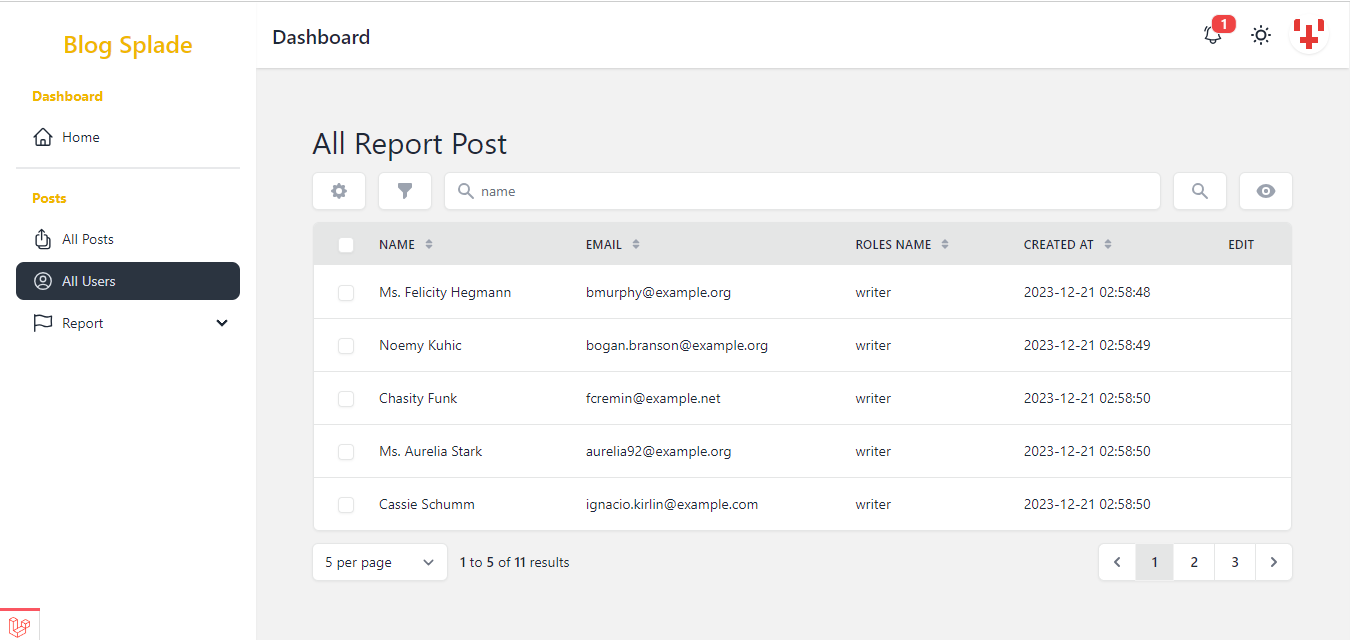 Blog Splade
Dashboard
Home
Posts
All Posts
All Users
Report
Dashboard
1
All Report Post
name
NAME EMAIL ROLES NAME CREATED AT EDIT
Ms. Felicity Hegmann bmurphy@example.org writer 2023-12-21 02:58:48
Noemy Kuhic bogan.branson@example.org writer 2023-12-21 02:58:49
Chasity Funk fcremin@example.net writer 2023-12-21 02:58:50
Ms. Aurelia Stark aurelia92@example.org writer 2023-12-21 02:58:50
Cassie Schumm ignacio.kirlin@example.com writer 2023-12-21 02:58:50
5 per page 1 to 5 of 11 results 1 2 3